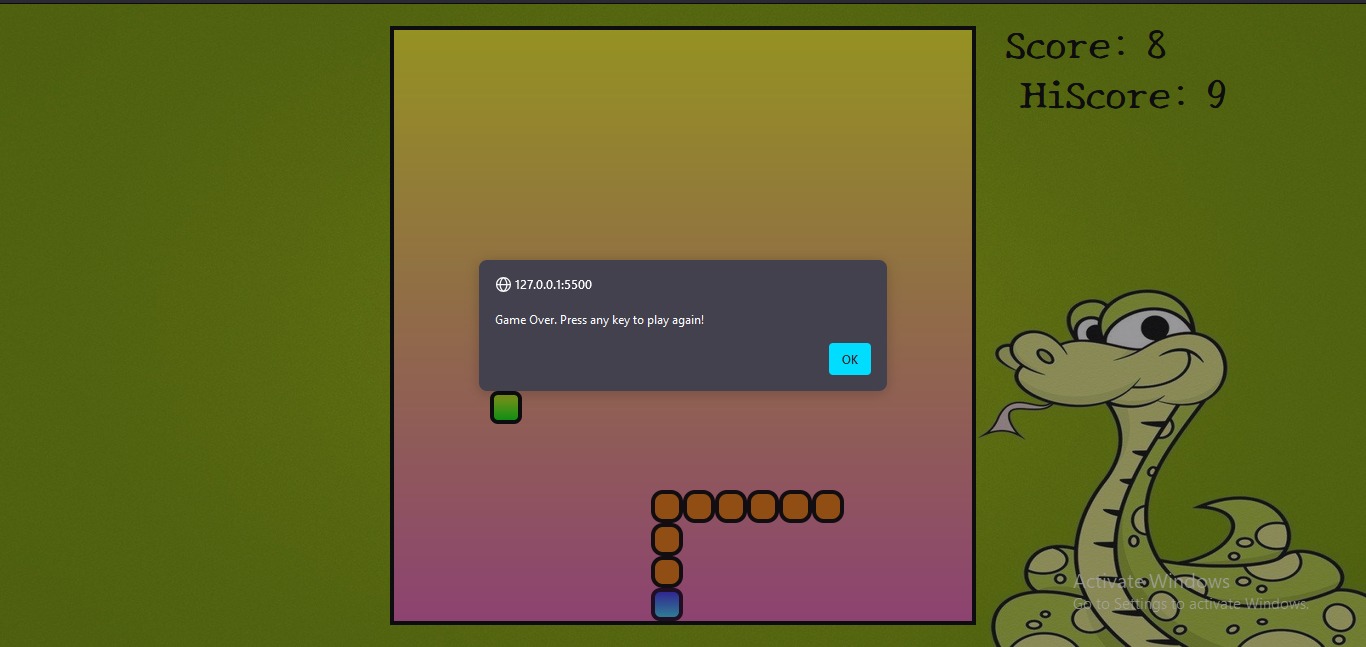 Score: 8
HiScore: 9
127.0.0.1:5500
Game Over. Press any key to play again!
OK
Activate Windows
Go to Settings to activate Windows.